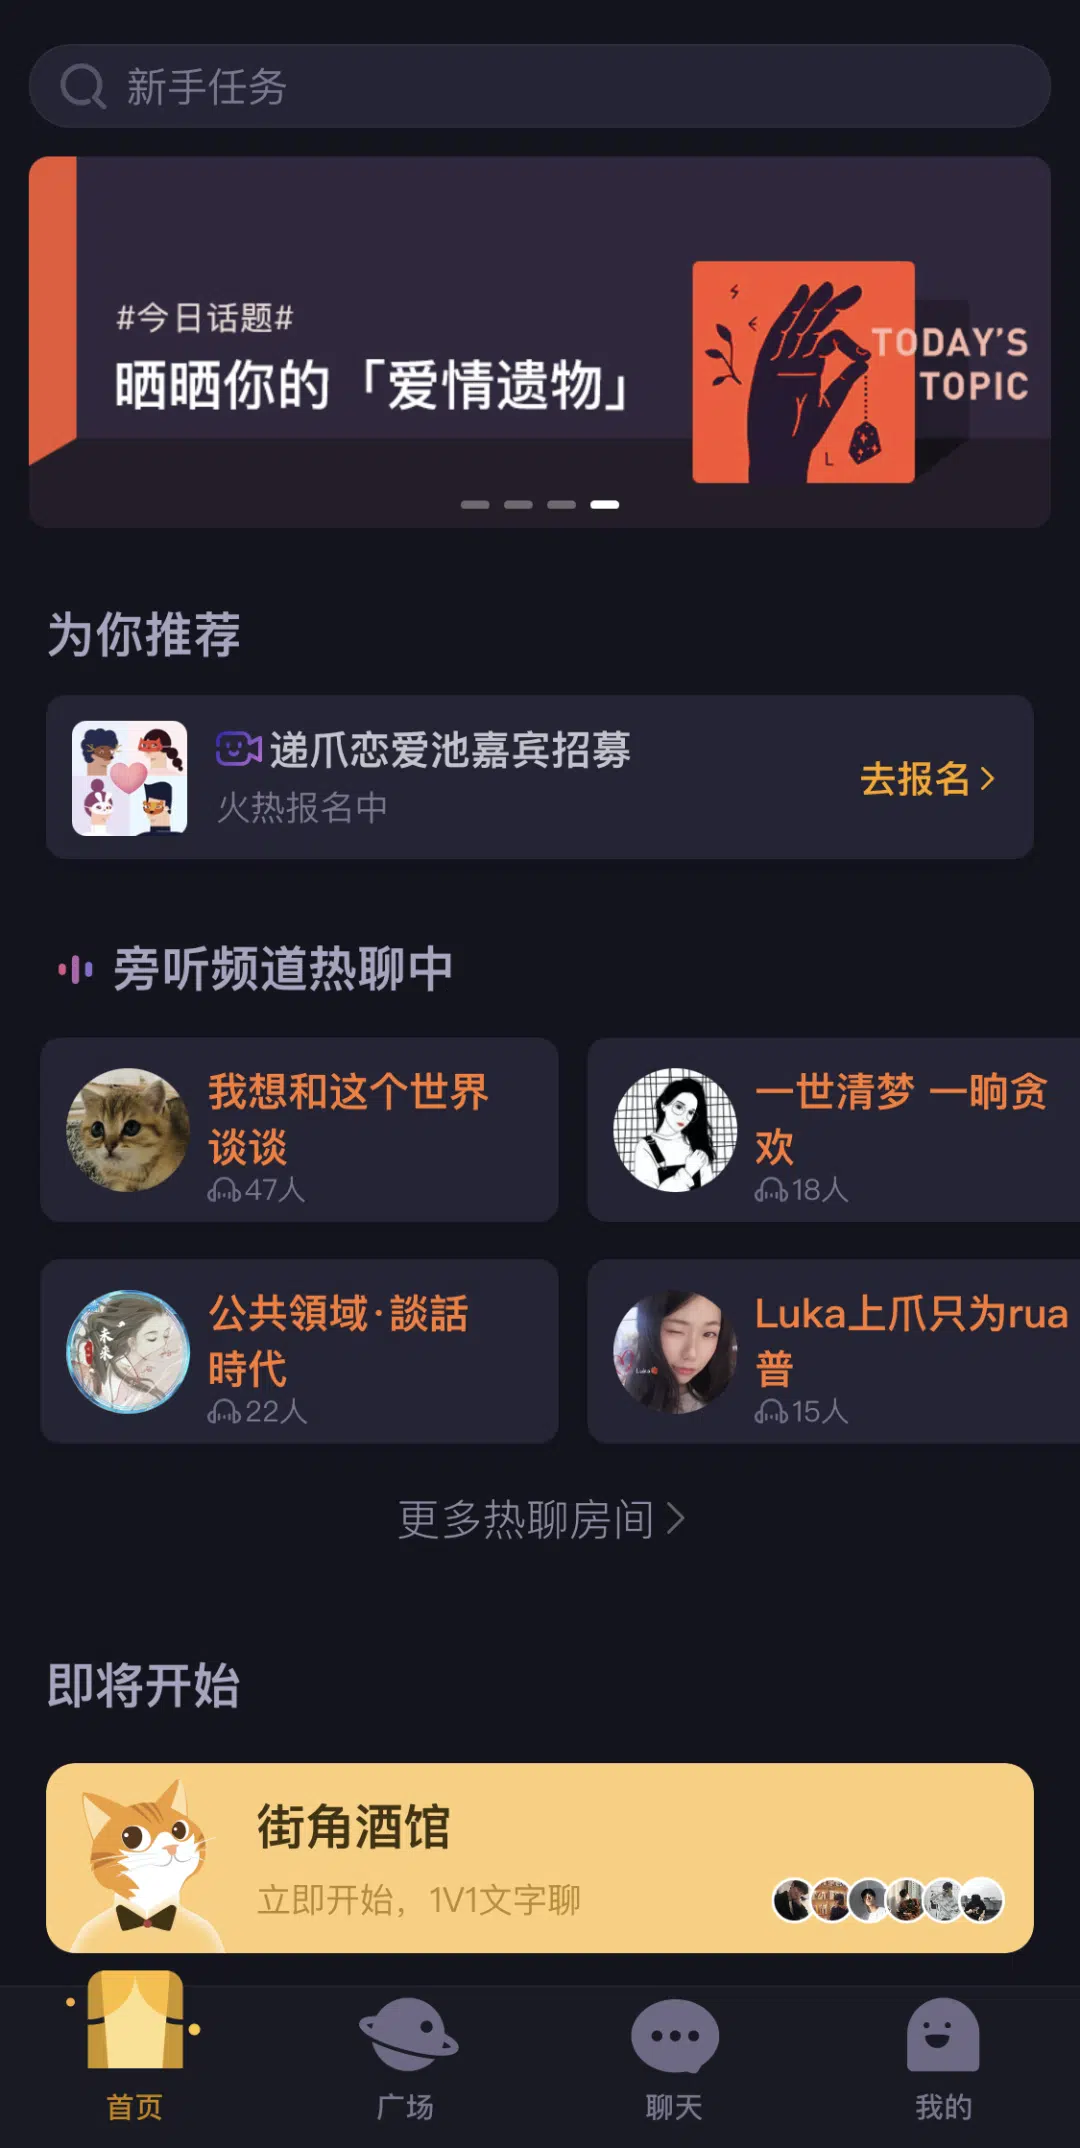 新手任务
#今日话题#
晒晒你的「爱情遗物」
TODAY'S
TOPIC
为你推荐
递爪恋爱池嘉宾招募
火热报名中
去报名
旁听频道热聊中
我想和这个世界
谈谈
47人
一世清梦 一晌贪
欢
18人
公共領域·談話
時代
22人
未来
Luka上爪只为rua
普
15人
Luka
更多热聊房间
即将开始
街角酒馆
立即开始，1V1文字聊
首页
广场
聊天
我的